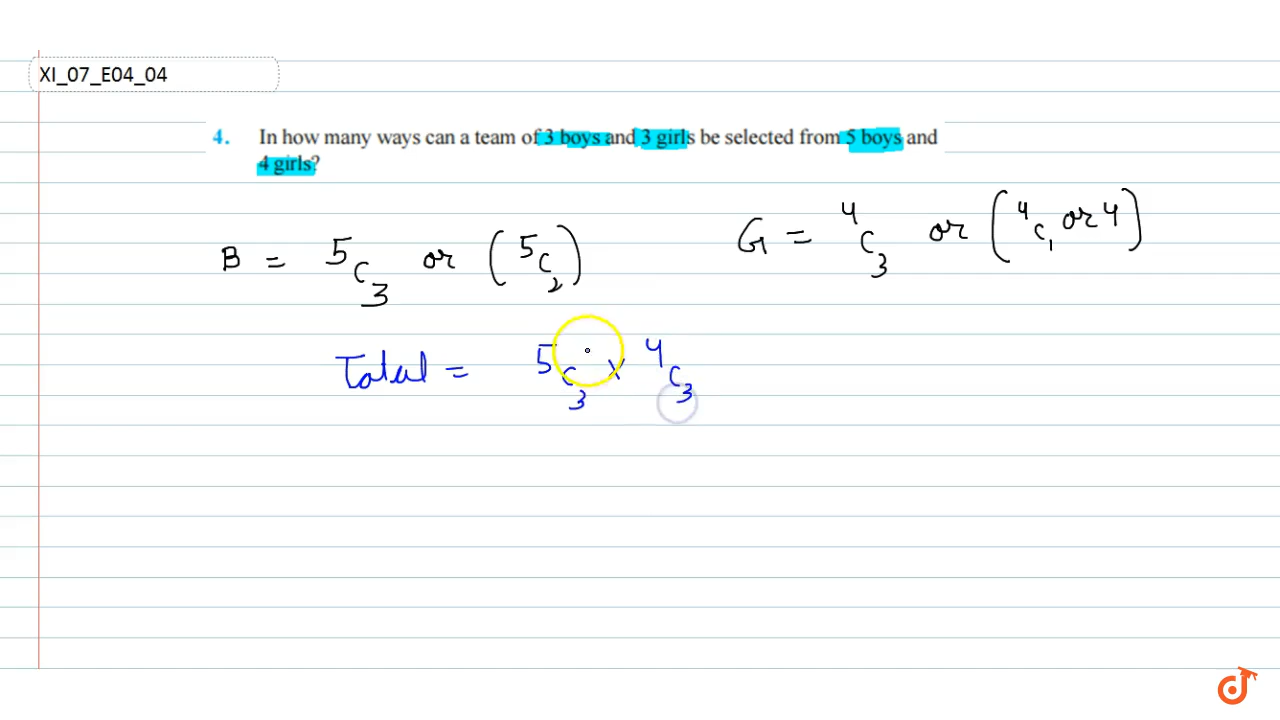 XI_07_E04_04
4. In how many ways can a team of 3 boys and 3 girls be selected from 5 boys and
4 girls?
B = ⁵C₃ or (⁵C₂) G = ⁴C₃ or (⁴C₁ or 4)
Total = ⁵C₃ × ⁴C₃